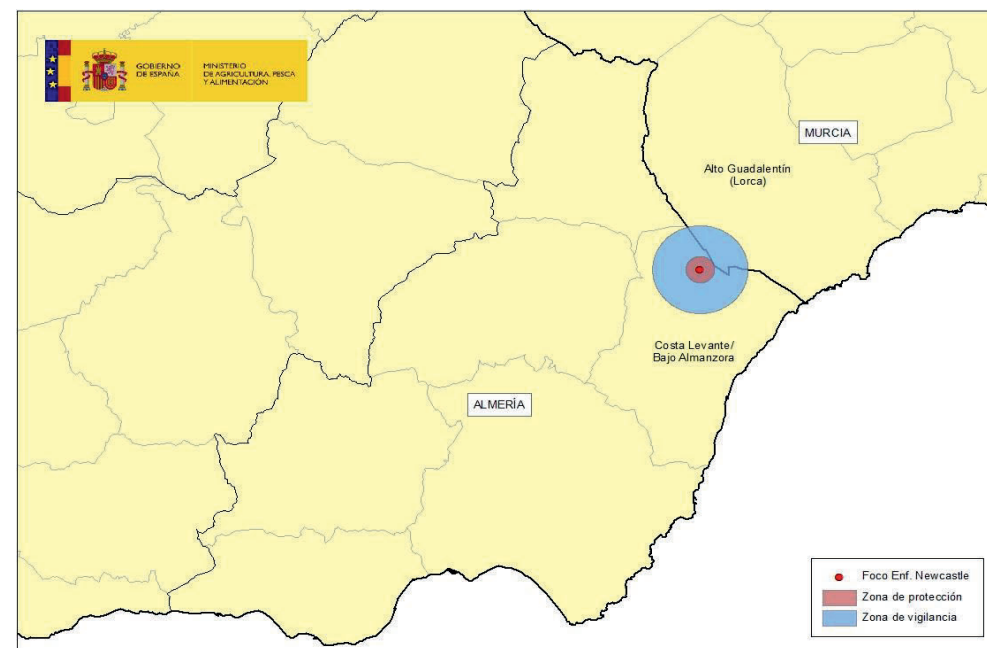 GOBIERNO
DE ESPAÑA
MINISTERIO
DE AGRICULTURA, PESCA
Y ALIMENTACIÓN
MURCIA
Alto Guadalentín
(Lorca)
Costa Levante/
Bajo Almanzora
ALMERÍA
Foco Enf. Newcastle
Zona de protección
Zona de vigilancia